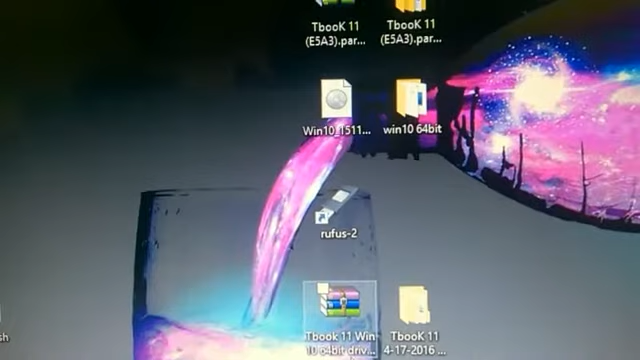 TbooK 11
(E5A3).par...
TbooK 11
(E5A3).par...
Win10_1511...
win10 64bit
rufus-2
Tbook 11 Win
10 64bit driv...
TbooK 11
4-17-2016 ...
sh